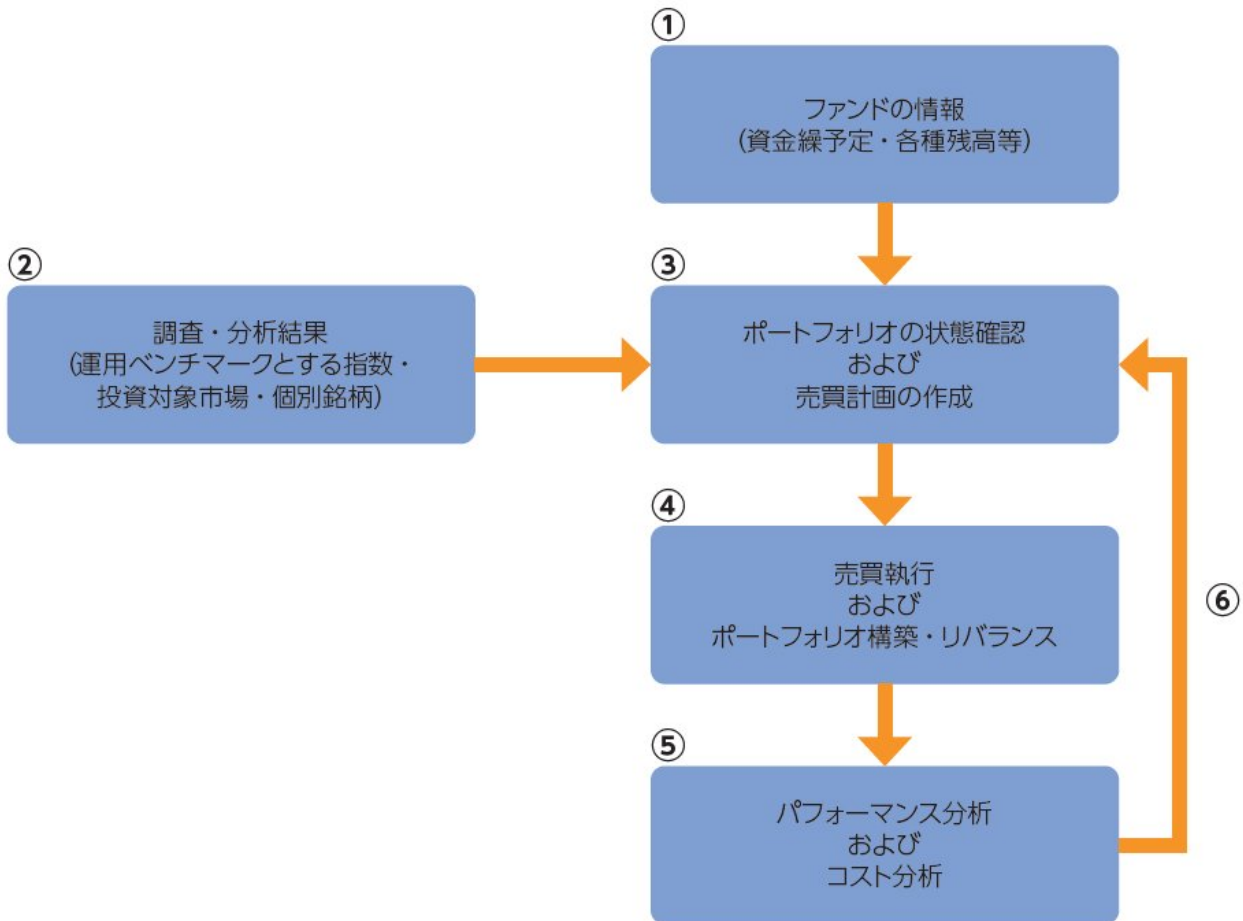 ①
ファンドの情報
(資金繰予定・各種残高等)
②
調査・分析結果
(運用ベンチマークとする指数・
投資対象市場・個別銘柄)
③
ポートフォリオの状態確認
および
売買計画の作成
④
売買執行
および
ポートフォリオ構築・リバランス
⑥
⑤
パフォーマンス分析
および
コスト分析